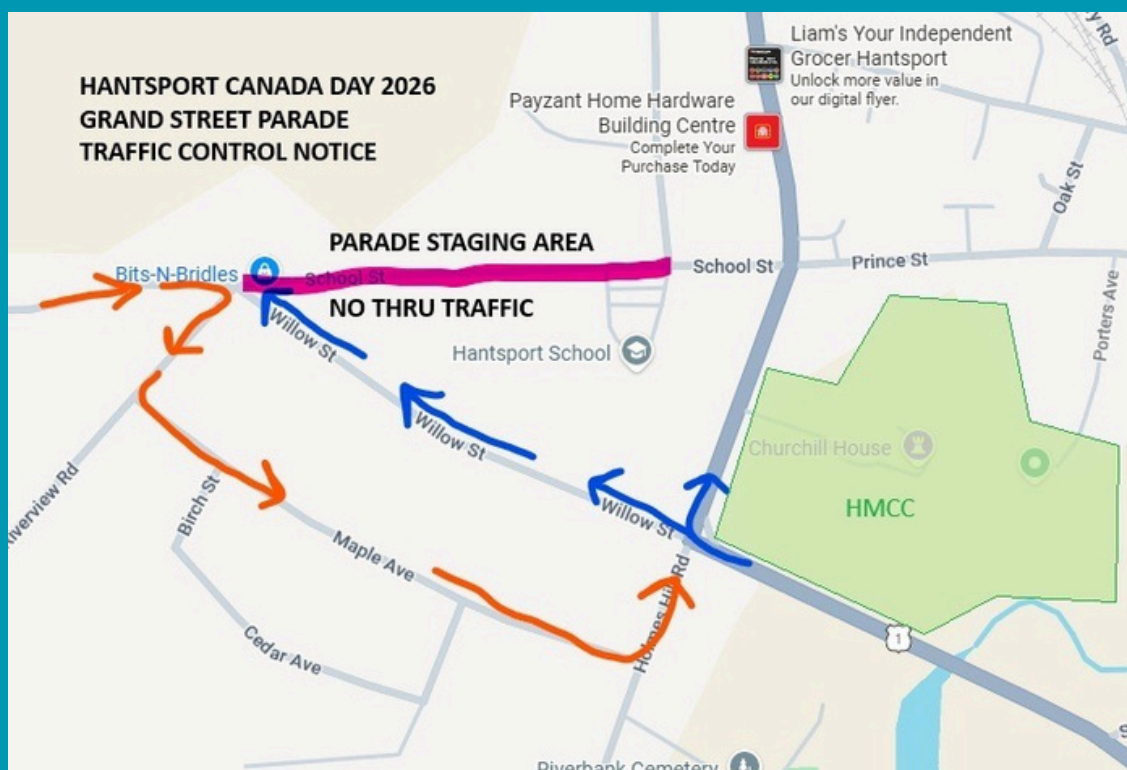 HANTSPORT CANADA DAY 2026
GRAND STREET PARADE
TRAFFIC CONTROL NOTICE
Liam's Your Independent
Grocer Hantsport
Unlock more value in
our digital flyer.
Payzant Home Hardware
Building Centre
Complete Your
Purchase Today
Oak St
PARADE STAGING AREA
Bits-N-Bridles
School St
School St
Prince St
NO THRU TRAFFIC
Willow St
Hantsport School
Porters Ave
Willow St
Churchill House
Riverview Rd
Birch St
Willow St
HMCC
Maple Ave
Holmes Hill Rd
Cedar Ave
1
Riverbank Cemetery